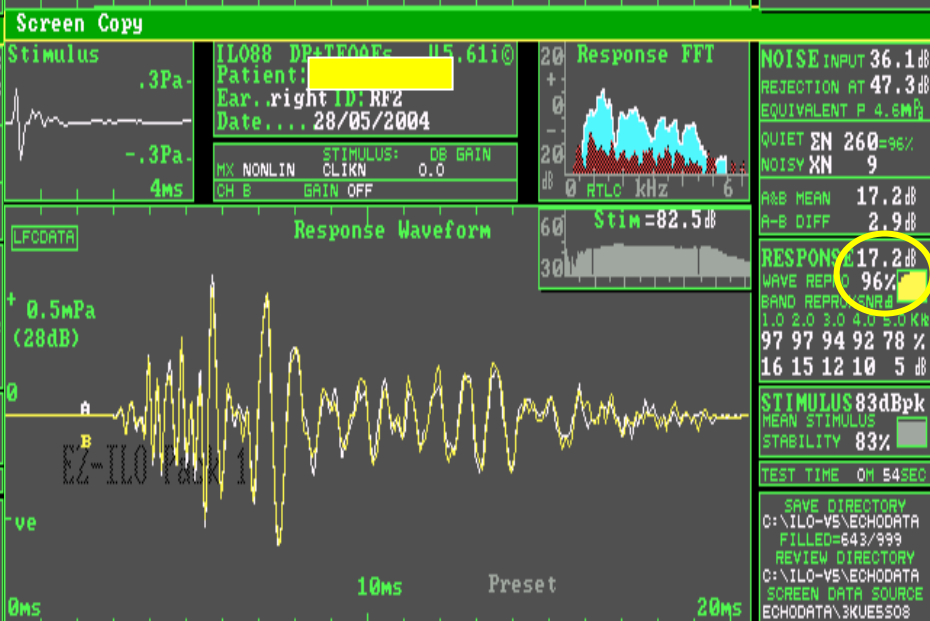 Screen Copy
Stimulus
.3Pa-
-.3Pa-
4ms
ILO88 DP+TEOAEs V5.61i©
Patient:
Ear..right ID: RF2
Date.... 28/05/2004
STIMULUS: DB GAIN
MX NONLIN CLIKN 0.0
CH B GAIN OFF
20 Response FFT
+
0
-
20
dB 0 RTLC kHz 6
NOISE INPUT 36.1dB
REJECTION AT 47.3dB
EQUIVALENT P 4.6mPa
QUIET ΣN 260=96%
NOISY XN 9
A&B MEAN 17.2dB
A-B DIFF 2.9dB
RESPONSE 17.2dB
WAVE REPRO 96%
BAND REPRO%SNRdB
1.0 2.0 3.0 4.0 5.0 KHz
97 97 94 92 78 %
16 15 12 10 5 dB
STIMULUS 83dBpk
MEAN STIMULUS
STABILITY 83%
TEST TIME 0M 54SEC
SAVE DIRECTORY
C:\ILO-V5\ECHODATA
FILLED=643/999
REVIEW DIRECTORY
C:\ILO-V5\ECHODATA
SCREEN DATA SOURCE
ECHODATA\3KUE5S08
LFCDATA
Response Waveform
60 Stim=82.5dB
30
+ 0.5mPa
(28dB)
0
A
B
EZ-ILO Pack 1
-ve
10ms Preset
0ms 20ms